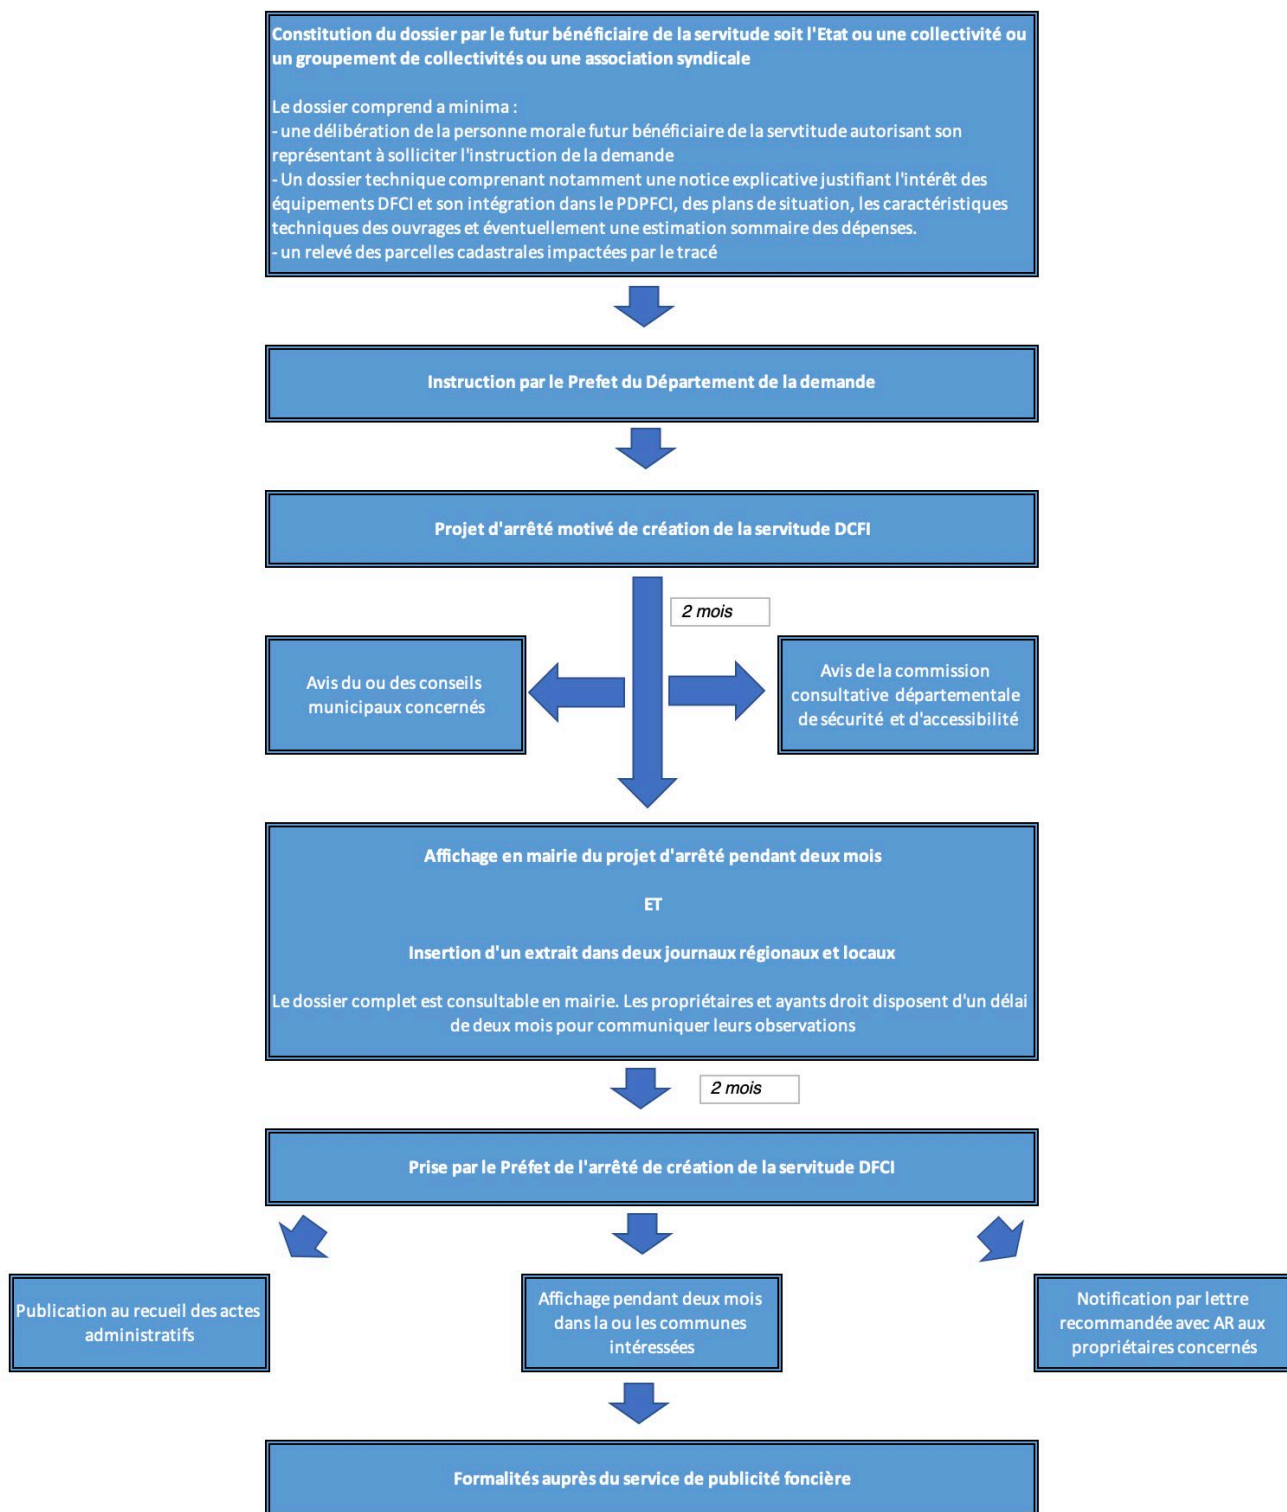 Constitution du dossier par le futur bénéficiaire de la servitude soit l'Etat ou une collectivité ou
un groupement de collectivités ou une association syndicale
Le dossier comprend a minima :
- une délibération de la personne morale futur bénéficiaire de la servtitude autorisant son
représentant à solliciter l'instruction de la demande
- Un dossier technique comprenant notamment une notice explicative justifiant l'intérêt des
équipements DFCI et son intégration dans le PDPFCI, des plans de situation, les caractéristiques
techniques des ouvrages et éventuellement une estimation sommaire des dépenses.
- un relevé des parcelles cadastrales impactées par le tracé
Instruction par le Prefet du Département de la demande
Projet d'arrêté motivé de création de la servitude DCFI
2 mois
Avis du ou des conseils
municipaux concernés
Avis de la commission
consultative départementale
de sécurité et d'accessibilité
Affichage en mairie du projet d'arrêté pendant deux mois
ET
Insertion d'un extrait dans deux journaux régionaux et locaux
Le dossier complet est consultable en mairie. Les propriétaires et ayants droit disposent d'un délai
de deux mois pour communiquer leurs observations
2 mois
Prise par le Préfet de l'arrêté de création de la servitude DFCI
Publication au recueil des actes
administratifs
Affichage pendant deux mois
dans la ou les communes
intéressées
Notification par lettre
recommandée avec AR aux
propriétaires concernés
Formalités auprès du service de publicité foncière